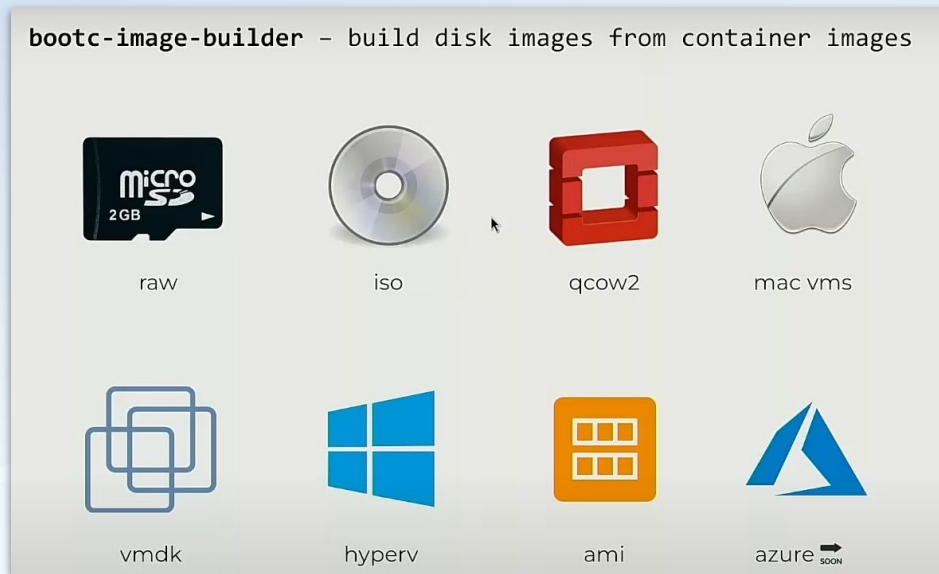 bootc-image-builder – build disk images from container images
micro
SD
2GB
raw
iso
qcow2
mac vms
vmdk
hyperv
ami
azure SOON